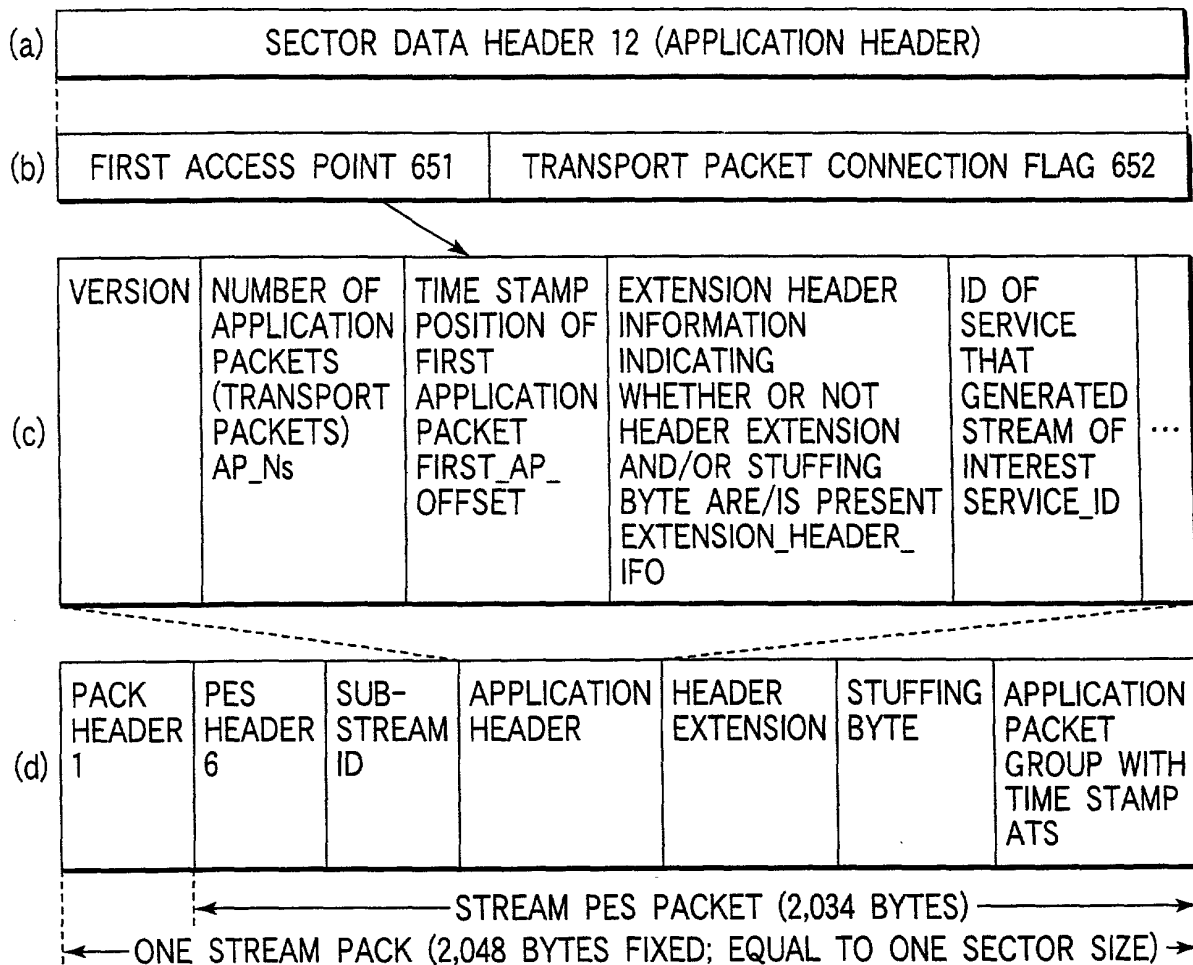 (a)
SECTOR DATA HEADER 12 (APPLICATION HEADER)
(b)
FIRST ACCESS POINT 651
TRANSPORT PACKET CONNECTION FLAG 652
(c)
VERSION
NUMBER OF
APPLICATION
PACKETS
(TRANSPORT
PACKETS)
AP_Ns
TIME STAMP
POSITION OF
FIRST
APPLICATION
PACKET
FIRST_AP_
OFFSET
EXTENSION HEADER
INFORMATION
INDICATING
WHETHER OR NOT
HEADER EXTENSION
AND/OR STUFFING
BYTE ARE/IS PRESENT
EXTENSION_HEADER_
IFO
ID OF
SERVICE
THAT
GENERATED
STREAM OF
INTEREST
SERVICE_ID
...
(d)
PACK
HEADER
1
PES
HEADER
6
SUB-
STREAM
ID
APPLICATION
HEADER
HEADER
EXTENSION
STUFFING
BYTE
APPLICATION
PACKET
GROUP WITH
TIME STAMP
ATS
STREAM PES PACKET (2,034 BYTES)
ONE STREAM PACK (2,048 BYTES FIXED; EQUAL TO ONE SECTOR SIZE)